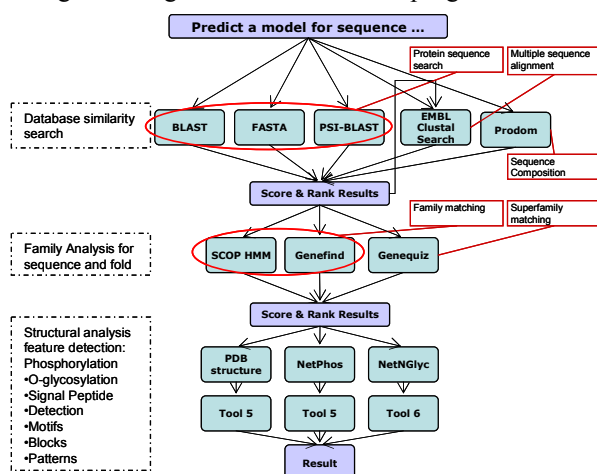 Predict a model for sequence ...
Protein sequence
search
Multiple sequence
alignment
Database similarity
search
BLAST
FASTA
PSI-BLAST
EMBL
Clustal
Search
Prodom
Sequence
Composition
Score & Rank Results
Family matching
Superfamily
matching
Family Analysis for
sequence and fold
SCOP HMM
Genefind
Genequiz
Score & Rank Results
Structural analysis
feature detection:
Phosphorylation
•O-glycosylation
•Signal Peptide
•Detection
•Motifs
•Blocks
•Patterns
PDB
structure
NetPhos
NetNGlyc
Tool 5
Tool 5
Tool 6
Result